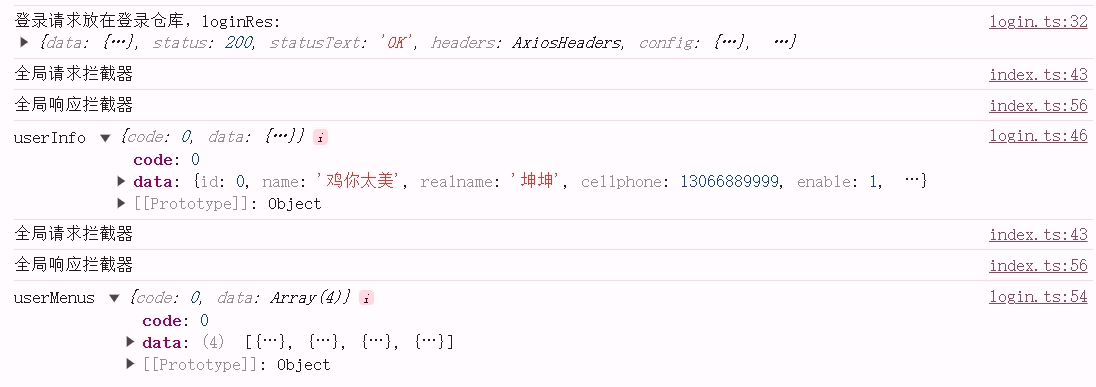 登录请求放在登录仓库，loginRes: login.ts:32
▶ {data: {…}, status: 200, statusText: 'OK', headers: AxiosHeaders, config: {…}, …}
全局请求拦截器 index.ts:43
全局响应拦截器 index.ts:56
userInfo ▼ {code: 0, data: {…}} i login.ts:46
code: 0
▶ data: {id: 0, name: '鸡你太美', realname: '坤坤', cellphone: 13066889999, enable: 1, …}
▶ [[Prototype]]: Object
全局请求拦截器 index.ts:43
全局响应拦截器 index.ts:56
userMenus ▼ {code: 0, data: Array(4)} i login.ts:54
code: 0
▶ data: (4) [{…}, {…}, {…}, {…}]
▶ [[Prototype]]: Object